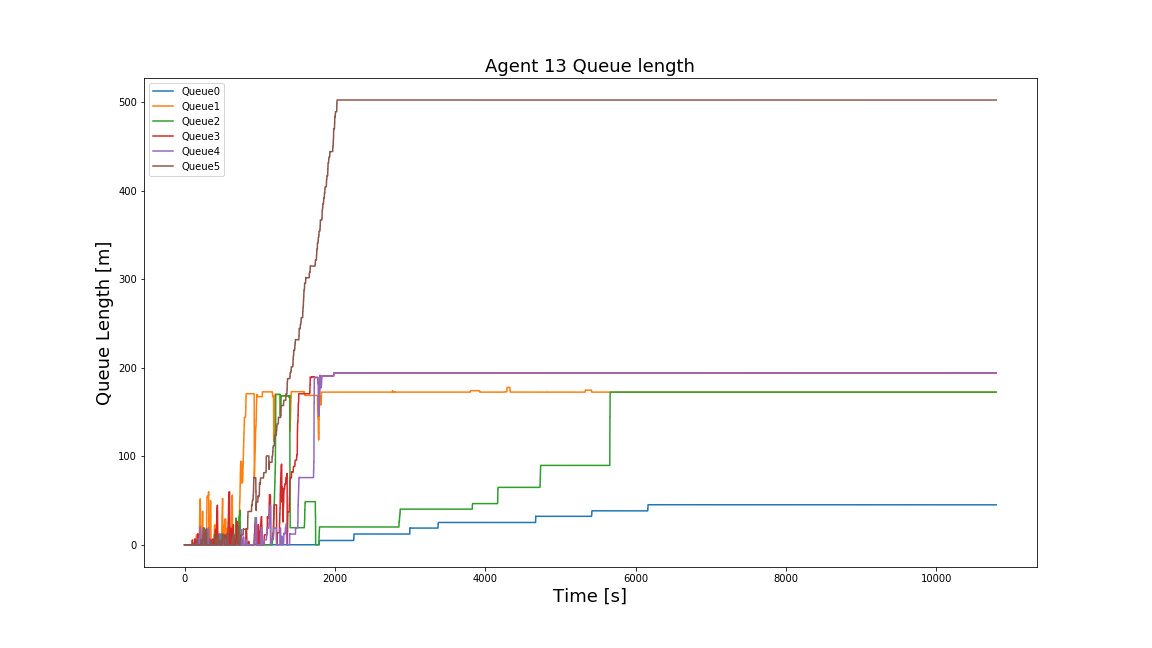 Agent 13 Queue length
Queue0
Queue1
Queue2
Queue3
Queue4
Queue5
500
400
300
200
100
0
Queue Length [m]
0 2000 4000 6000 8000 10000
Time [s]